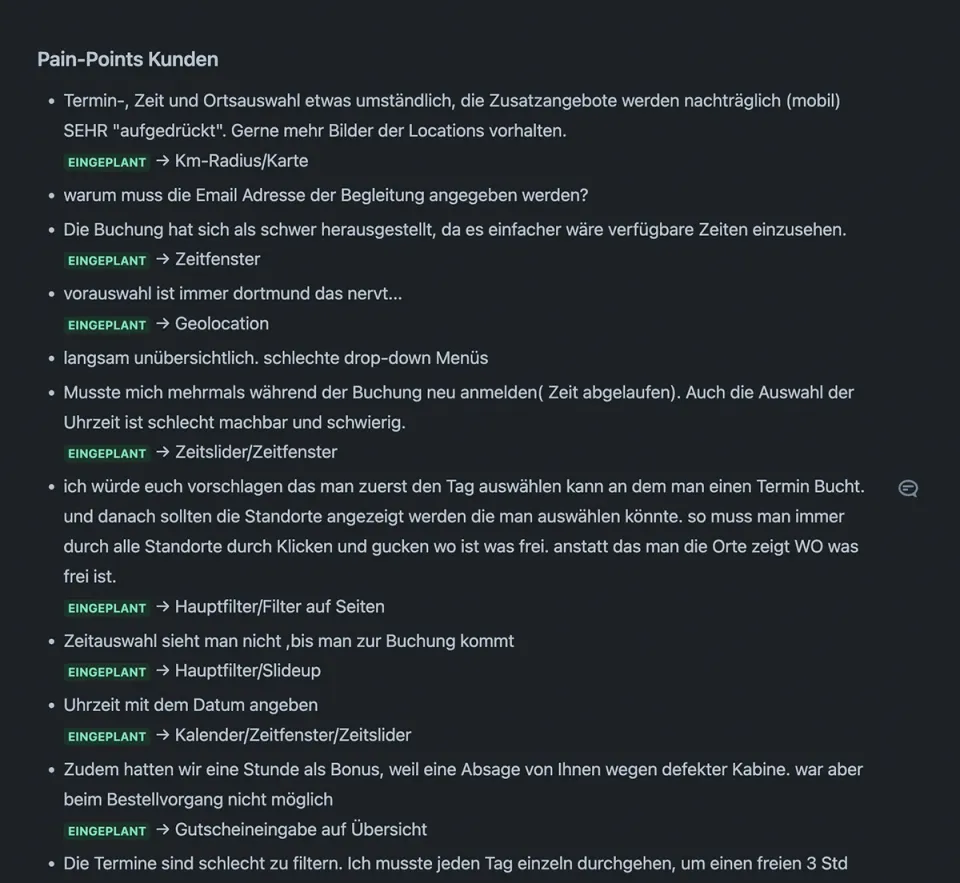 Pain-Points Kunden
• Termin-, Zeit und Ortsauswahl etwas umständlich, die Zusatzangebote werden nachträglich (mobil)
SEHR "aufgedrückt". Gerne mehr Bilder der Locations vorhalten.
EINGEPLANT → Km-Radius/Karte
• warum muss die Email Adresse der Begleitung angegeben werden?
• Die Buchung hat sich als schwer herausgestellt, da es einfacher wäre verfügbare Zeiten einzusehen.
EINGEPLANT → Zeitfenster
• vorauswahl ist immer dortmund das nervt...
EINGEPLANT → Geolocation
• langsam unübersichtlich. schlechte drop-down Menüs
• Musste mich mehrmals während der Buchung neu anmelden( Zeit abgelaufen). Auch die Auswahl der
Uhrzeit ist schlecht machbar und schwierig.
EINGEPLANT → Zeitslider/Zeitfenster
• ich würde euch vorschlagen das man zuerst den Tag auswählen kann an dem man einen Termin Bucht.
und danach sollten die Standorte angezeigt werden die man auswählen könnte. so muss man immer
durch alle Standorte durch Klicken und gucken wo ist was frei. anstatt das man die Orte zeigt WO was
frei ist.
EINGEPLANT → Hauptfilter/Filter auf Seiten
• Zeitauswahl sieht man nicht ,bis man zur Buchung kommt
EINGEPLANT → Hauptfilter/Slideup
• Uhrzeit mit dem Datum angeben
EINGEPLANT → Kalender/Zeitfenster/Zeitslider
• Zudem hatten wir eine Stunde als Bonus, weil eine Absage von Ihnen wegen defekter Kabine. war aber
beim Bestellvorgang nicht möglich
EINGEPLANT → Gutscheineingabe auf Übersicht
• Die Termine sind schlecht zu filtern. Ich musste jeden Tag einzeln durchgehen, um einen freien 3 Std